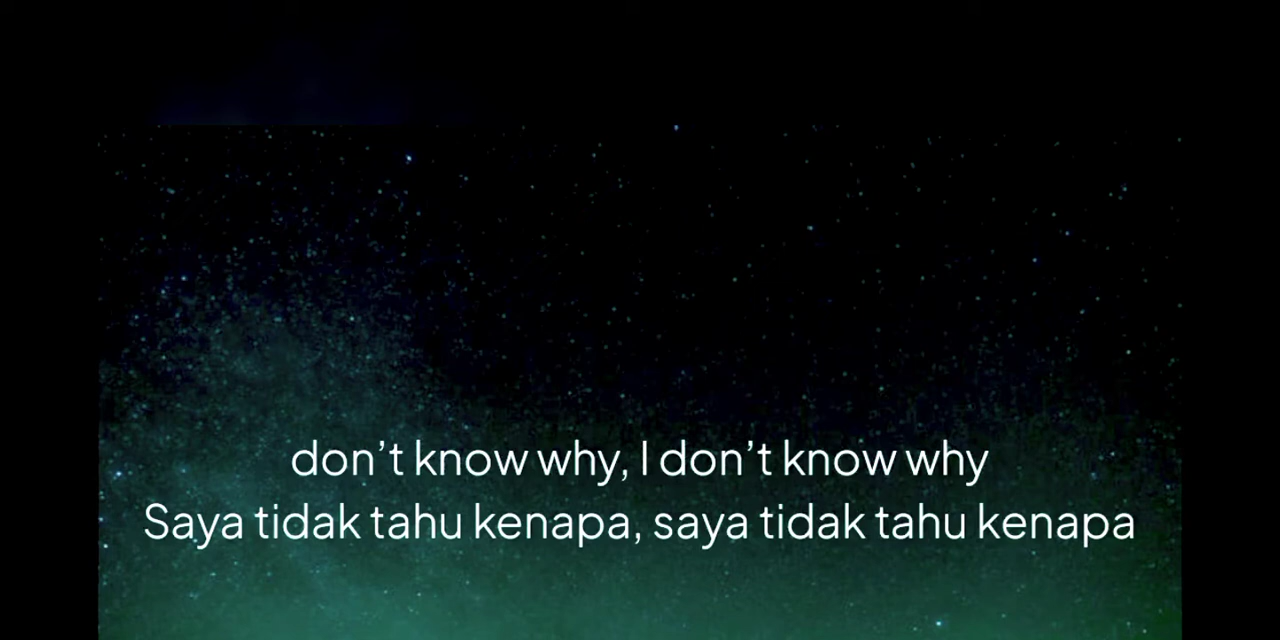 don’t know why, I don’t know why
Saya tidak tahu kenapa, saya tidak tahu kenapa